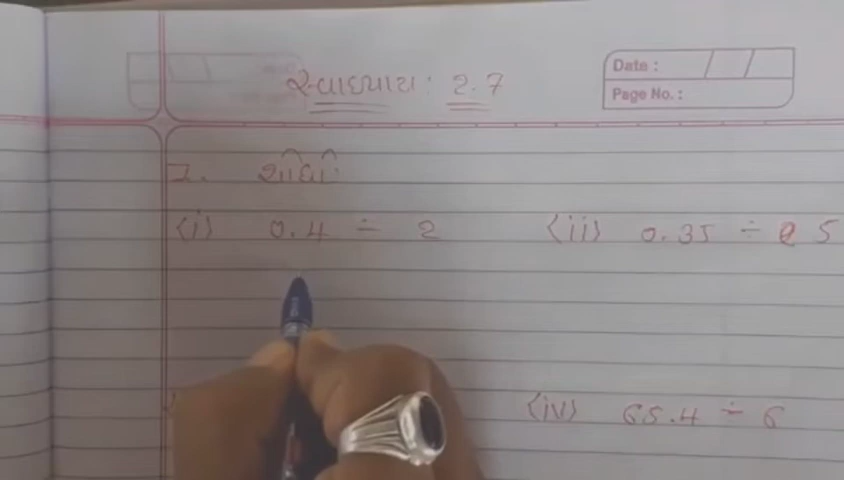 સ્વાધ્યાય : 2.7
Date :
Page No. :
1. શોધો :
(i) 0.4 ÷ 2 (ii) 0.35 ÷ 5
(iv) 65.4 ÷ 6